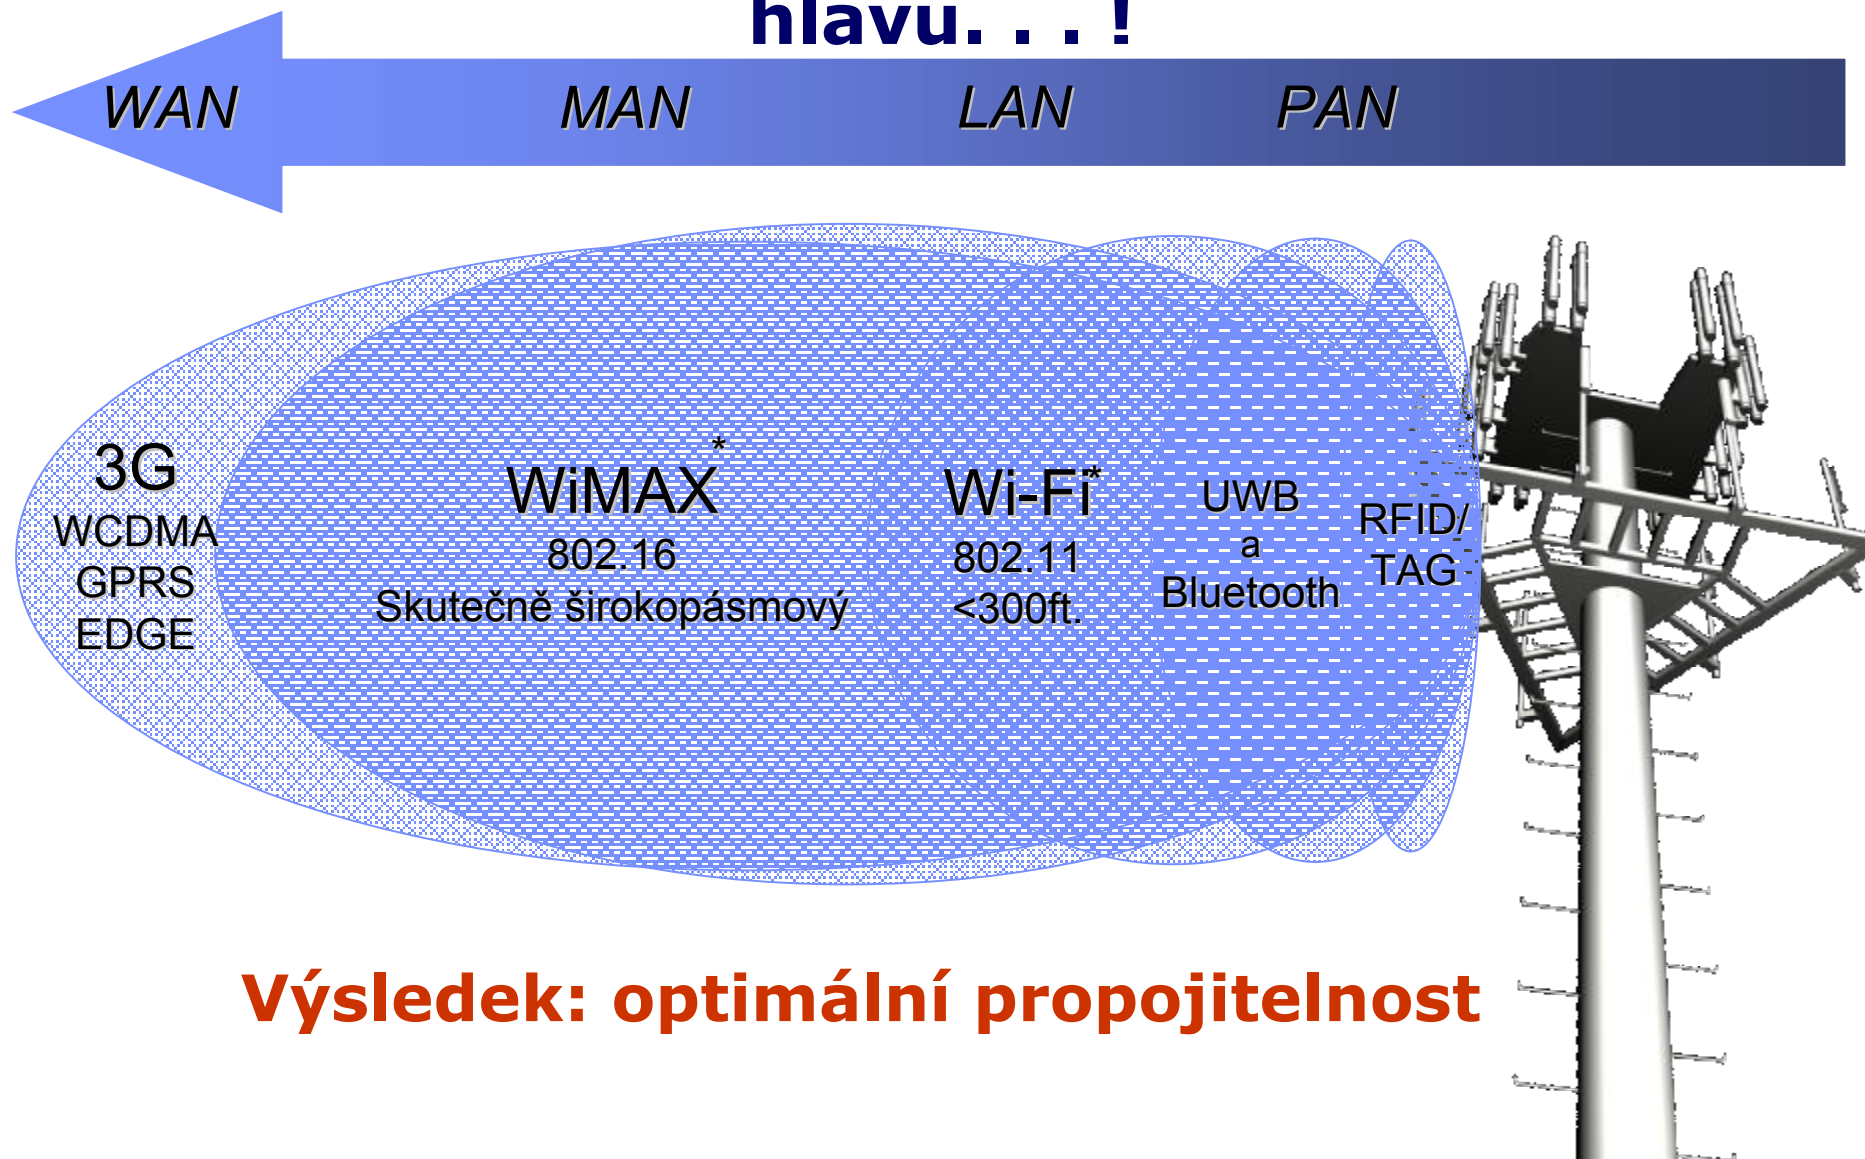 hlavu. . . !
WAN MAN LAN PAN
3G
WCDMA
GPRS
EDGE
WiMAX*
802.16
Skutečně širokopásmový
Wi-Fi*
802.11
<300ft.
UWB
a
Bluetooth
RFID/
TAG
Výsledek: optimální propojitelnost